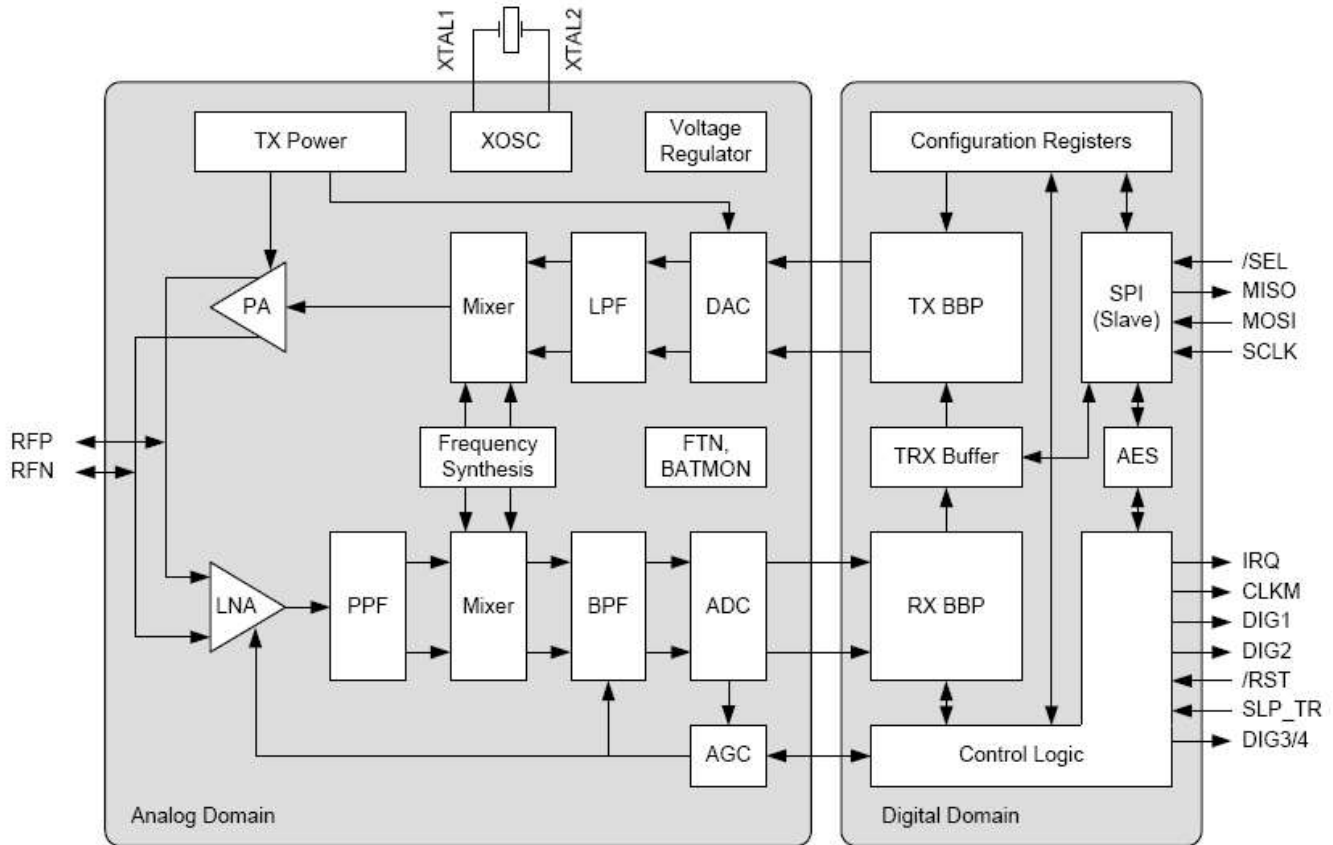 XTAL1
XTAL2
TX Power
XOSC
Voltage
Regulator
Configuration Registers
PA
Mixer
LPF
DAC
TX BBP
SPI
(Slave)
/SEL
MISO
MOSI
SCLK
RFP
RFN
Frequency
Synthesis
FTN,
BATMON
TRX Buffer
AES
LNA
PPF
Mixer
BPF
ADC
RX BBP
IRQ
CLKM
DIG1
DIG2
/RST
SLP_TR
DIG3/4
AGC
Control Logic
Analog Domain
Digital Domain